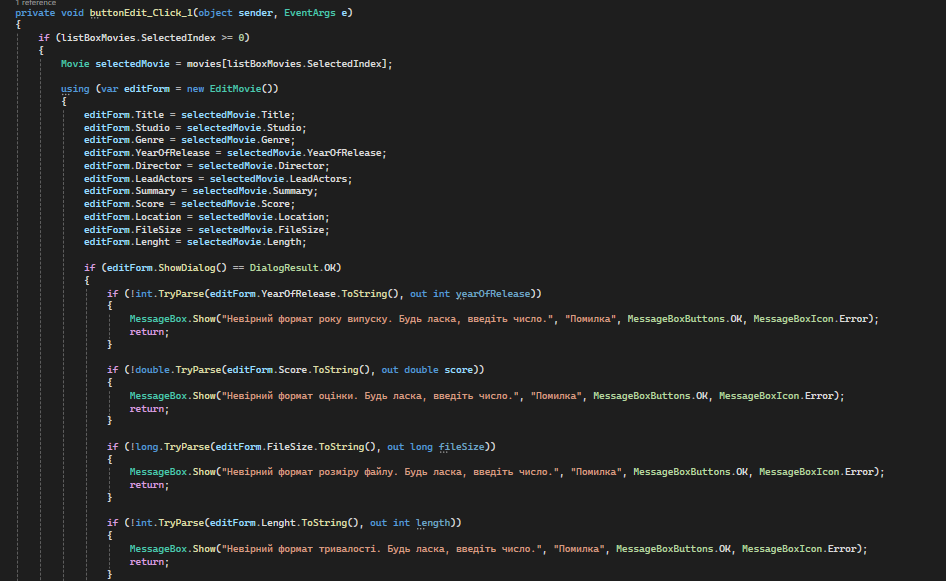 1 reference
private void buttonEdit_Click_1(object sender, EventArgs e)
{
if (listBoxMovies.SelectedIndex >= 0)
{
Movie selectedMovie = movies[listBoxMovies.SelectedIndex];
using (var editForm = new EditMovie())
{
editForm.Title = selectedMovie.Title;
editForm.Studio = selectedMovie.Studio;
editForm.Genre = selectedMovie.Genre;
editForm.YearOfRelease = selectedMovie.YearOfRelease;
editForm.Director = selectedMovie.Director;
editForm.LeadActors = selectedMovie.LeadActors;
editForm.Summary = selectedMovie.Summary;
editForm.Score = selectedMovie.Score;
editForm.Location = selectedMovie.Location;
editForm.FileSize = selectedMovie.FileSize;
editForm.Lenght = selectedMovie.Length;
if (editForm.ShowDialog() == DialogResult.OK)
{
if (!int.TryParse(editForm.YearOfRelease.ToString(), out int yearOfRelease))
{
MessageBox.Show("Невірний формат року випуску. Будь ласка, введіть число.", "Помилка", MessageBoxButtons.OK, MessageBoxIcon.Error);
return;
}
if (!double.TryParse(editForm.Score.ToString(), out double score))
{
MessageBox.Show("Невірний формат оцінки. Будь ласка, введіть число.", "Помилка", MessageBoxButtons.OK, MessageBoxIcon.Error);
return;
}
if (!long.TryParse(editForm.FileSize.ToString(), out long fileSize))
{
MessageBox.Show("Невірний формат розміру файлу. Будь ласка, введіть число.", "Помилка", MessageBoxButtons.OK, MessageBoxIcon.Error);
return;
}
if (!int.TryParse(editForm.Lenght.ToString(), out int length))
{
MessageBox.Show("Невірний формат тривалості. Будь ласка, введіть число.", "Помилка", MessageBoxButtons.OK, MessageBoxIcon.Error);
return;
}